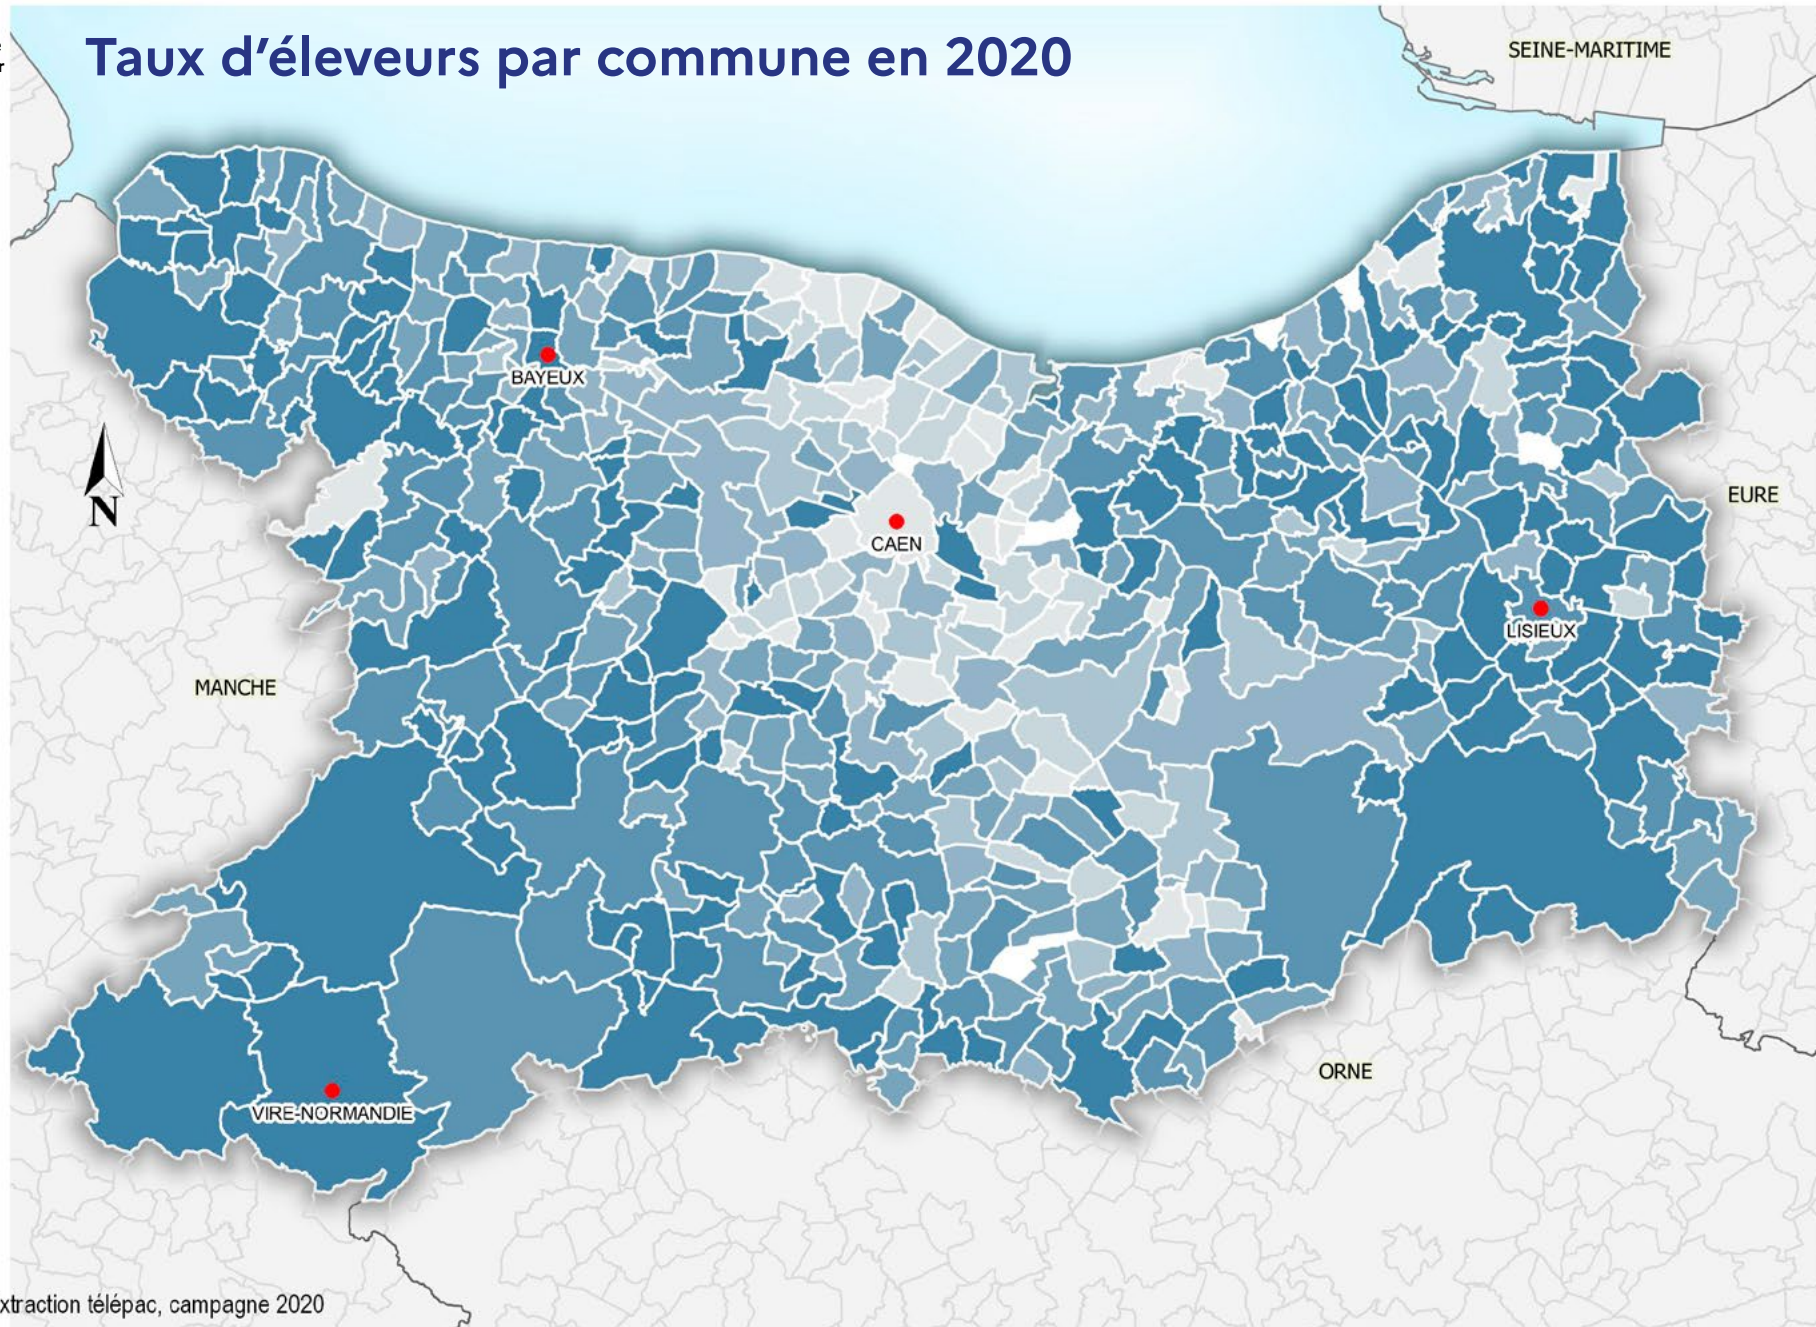 Taux d'éleveurs par commune en 2020
SEINE-MARITIME
BAYEUX
N
EURE
CAEN
LISIEUX
MANCHE
ORNE
VIRE-NORMANDIE
xtraction télépac, campagne 2020